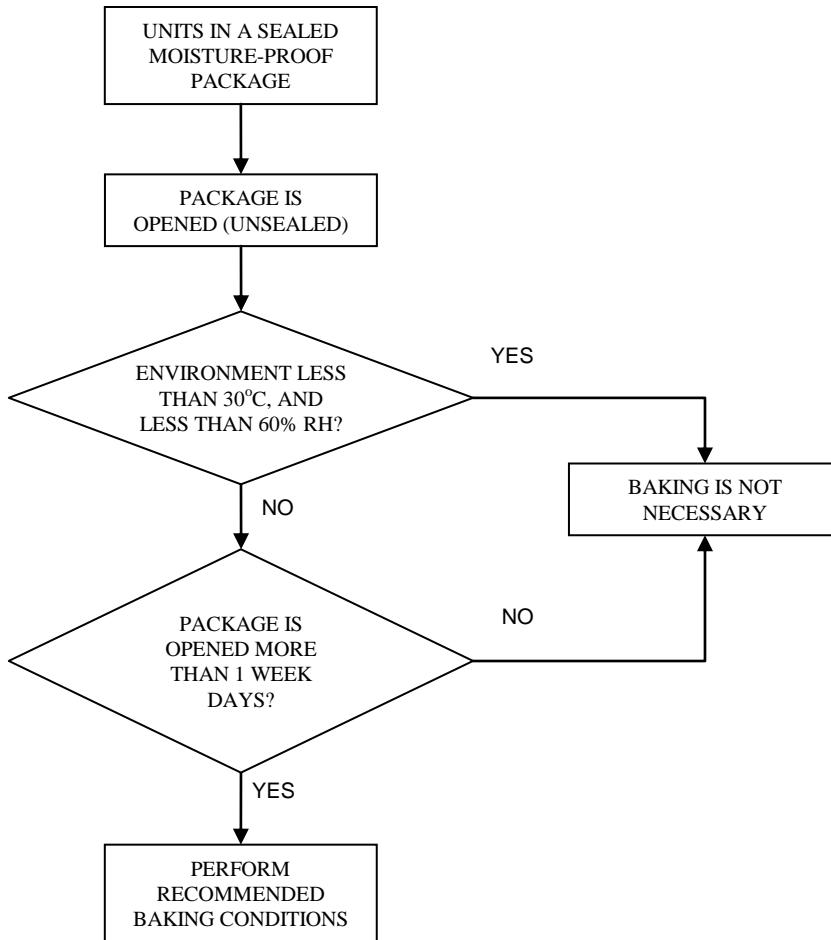 UNITS IN A SEALED
MOISTURE-PROOF
PACKAGE
PACKAGE IS
OPENED (UNSEALED)
ENVIRONMENT LESS
THAN 30°C, AND
LESS THAN 60% RH?
YES
BAKING IS NOT
NECESSARY
NO
PACKAGE IS
OPENED MORE
THAN 1 WEEK
DAYS?
NO
YES
PERFORM
RECOMMENDED
BAKING CONDITIONS